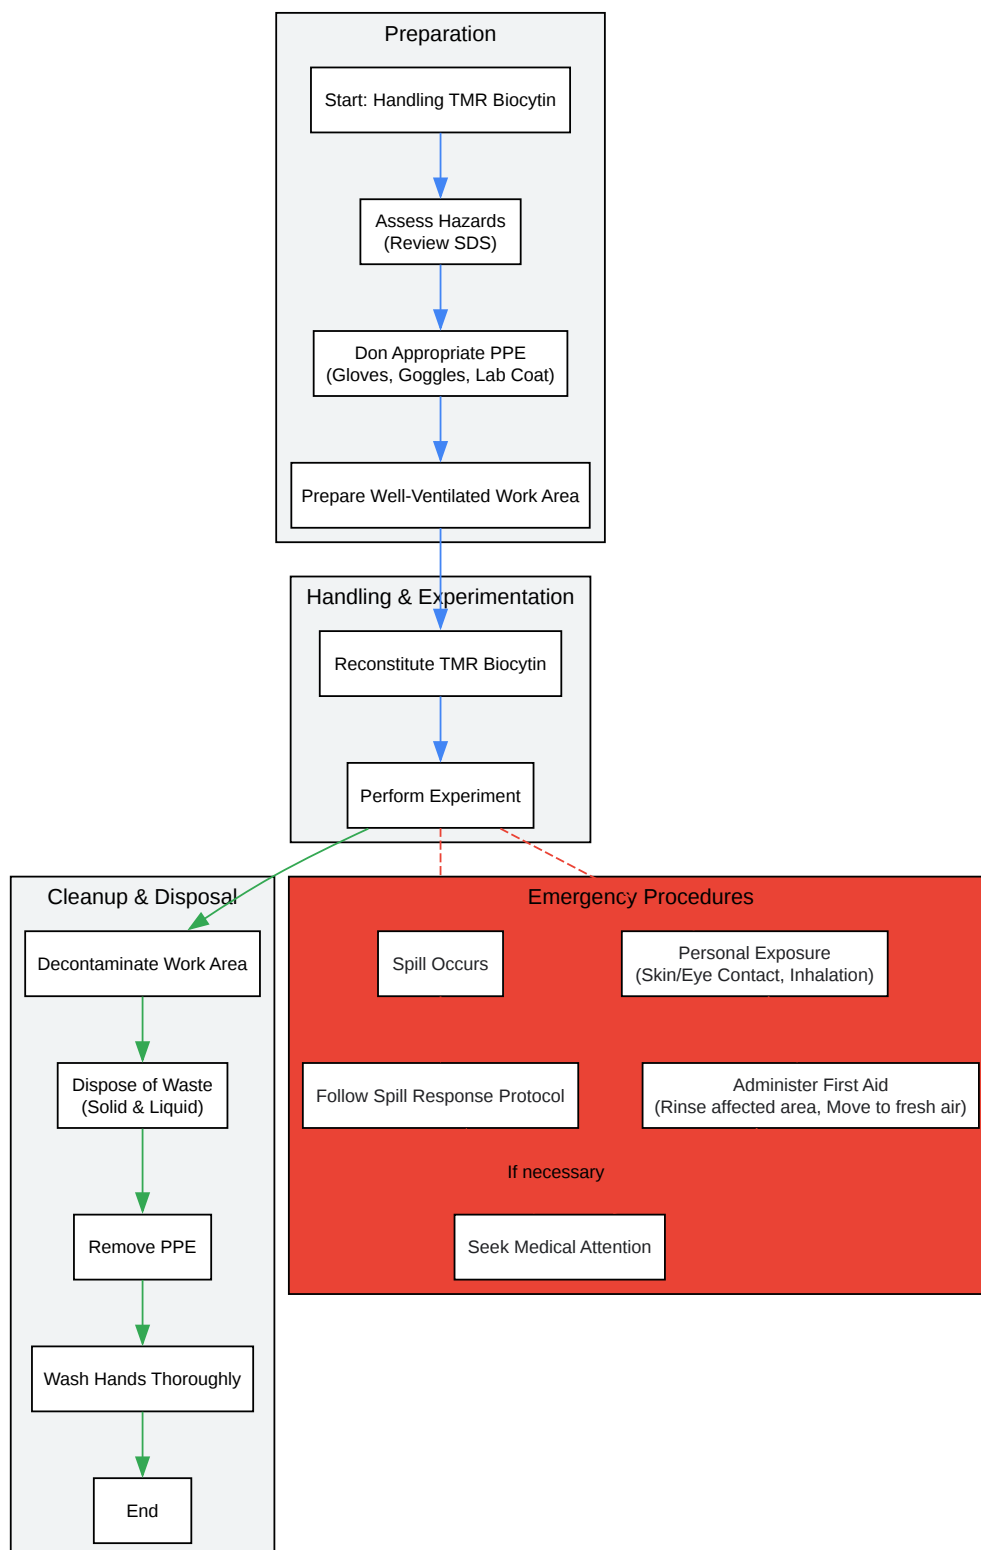 Preparation
Start: Handling TMR Biocytin
Assess Hazards
(Review SDS)
Don Appropriate PPE
(Gloves, Goggles, Lab Coat)
Prepare Well-Ventilated Work Area
Handling & Experimentation
Reconstitute TMR Biocytin
Perform Experiment
Cleanup & Disposal
Decontaminate Work Area
Dispose of Waste
(Solid & Liquid)
Remove PPE
Wash Hands Thoroughly
End
Emergency Procedures
Spill Occurs
Personal Exposure
(Skin/Eye Contact, Inhalation)
Follow Spill Response Protocol
Administer First Aid
(Rinse affected area, Move to fresh air)
If necessary
Seek Medical Attention